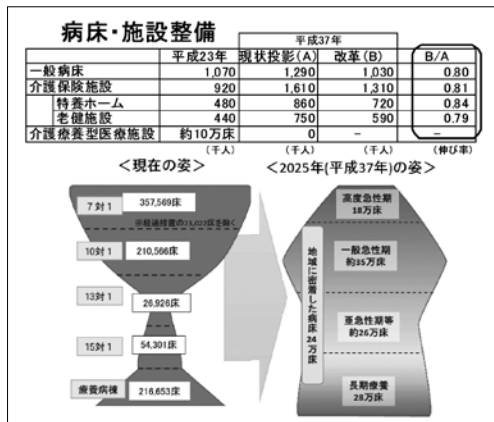 病床・施設整備
平成37年
平成23年 現状投影(A) 改革(B) B/A
一般病床 1,070 1,290 1,030 0.80
介護保険施設 920 1,610 1,310 0.81
特養ホーム 480 860 720 0.84
老健施設 440 750 590 0.79
介護療養型医療施設 約10万床 0 － －
(千人) (千人) (千人) (伸び率)
＜現在の姿＞ ＜2025年(平成37年)の姿＞
7対1 357,569床
10対1 210,566床
13対1 26,926床
15対1 54,301床
療養病棟 216,653床
高度急性期
18万床
一般急性期
約35万床
亜急性期等
約26万床
長期療養
28万床
地域に密着した病床24万床